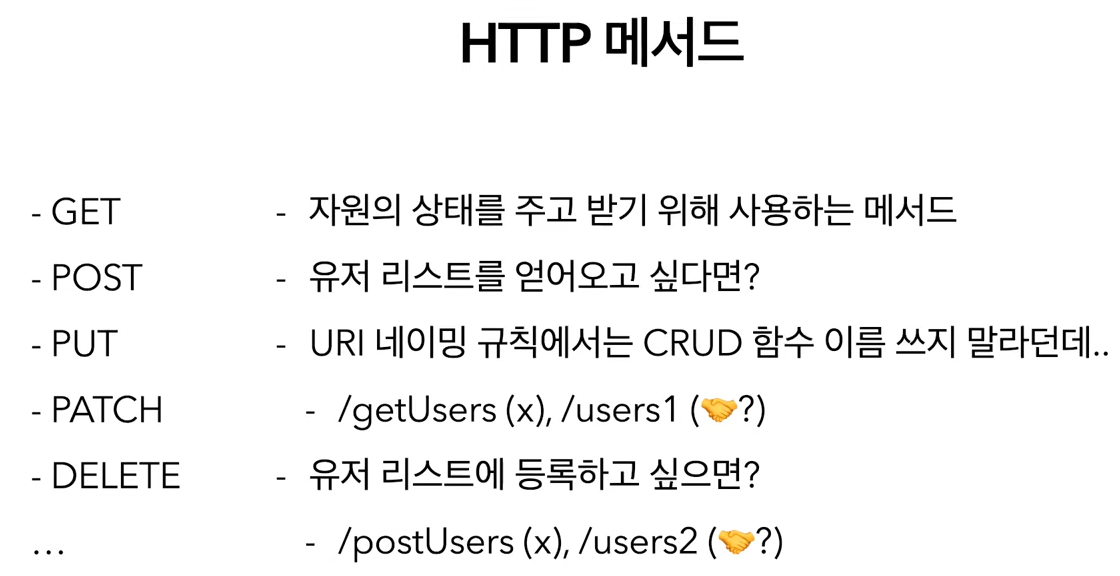 HTTP 메서드
- GET
- POST
- PUT
- PATCH
- DELETE
...
- 자원의 상태를 주고 받기 위해 사용하는 메서드
- 유저 리스트를 얻어오고 싶다면?
- URI 네이밍 규칙에서는 CRUD 함수 이름 쓰지 말라던데..
- /getUsers (x), /users1 (🤝?)
- 유저 리스트에 등록하고 싶으면?
- /postUsers (x), /users2 (🤝?)